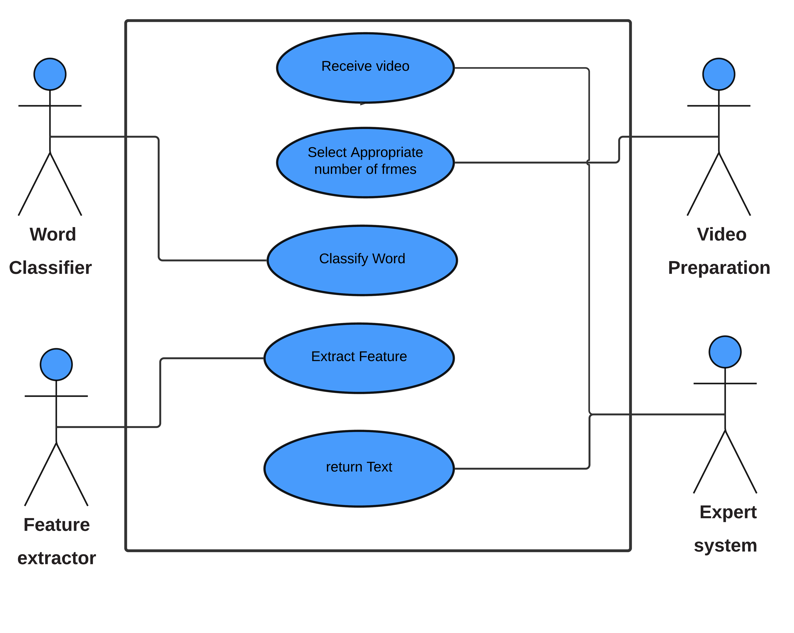 Receive video
Select Appropriate
number of frmes
Word
Classifier
Video
Preparation
Classify Word
Extract Feature
return Text
Feature
extractor
Expert
system